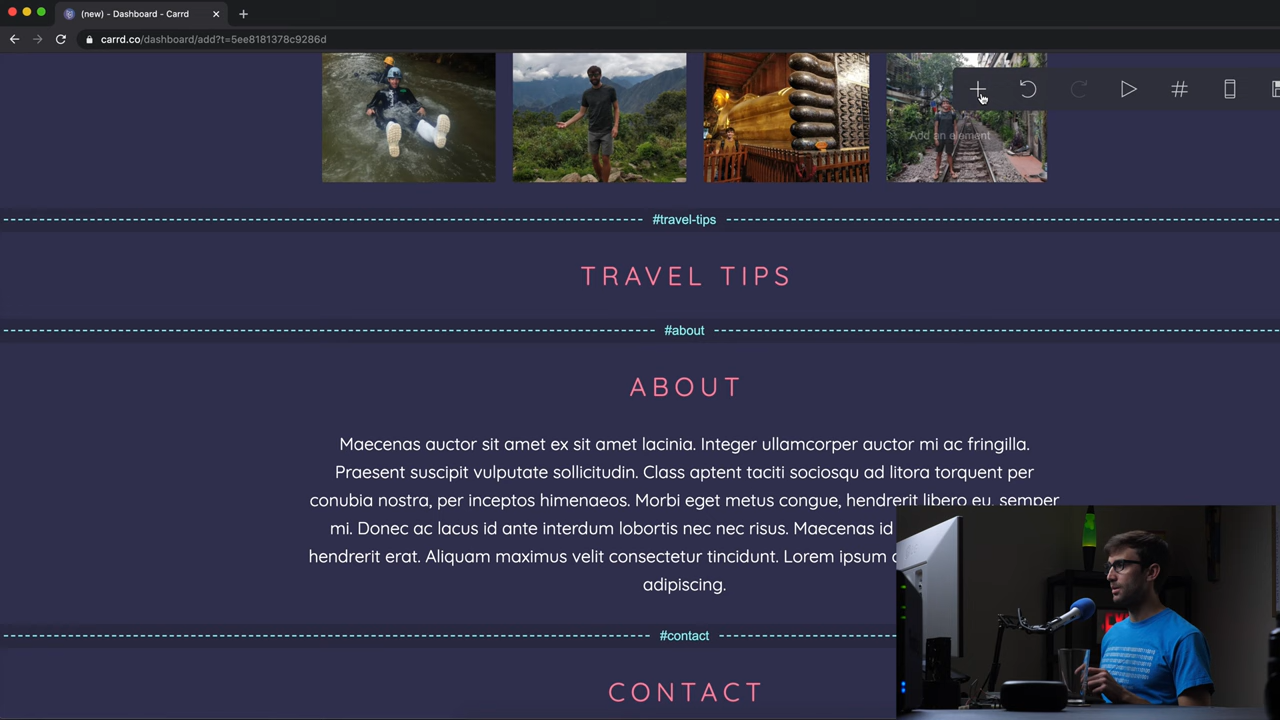 (new) - Dashboard - Carrd
carrd.co/dashboard/add?t=5ee8181378c9286d
Add an element
#travel-tips
TRAVEL TIPS
#about
ABOUT
Maecenas auctor sit amet ex sit amet lacinia. Integer ullamcorper auctor mi ac fringilla.
Praesent suscipit vulputate sollicitudin. Class aptent taciti sociosqu ad litora torquent per
conubia nostra, per inceptos himenaeos. Morbi eget metus congue, hendrerit libero eu, semper
mi. Donec ac lacus id ante interdum lobortis nec nec risus. Maecenas id
hendrerit erat. Aliquam maximus velit consectetur tincidunt. Lorem ipsum
adipiscing.
#contact
CONTACT